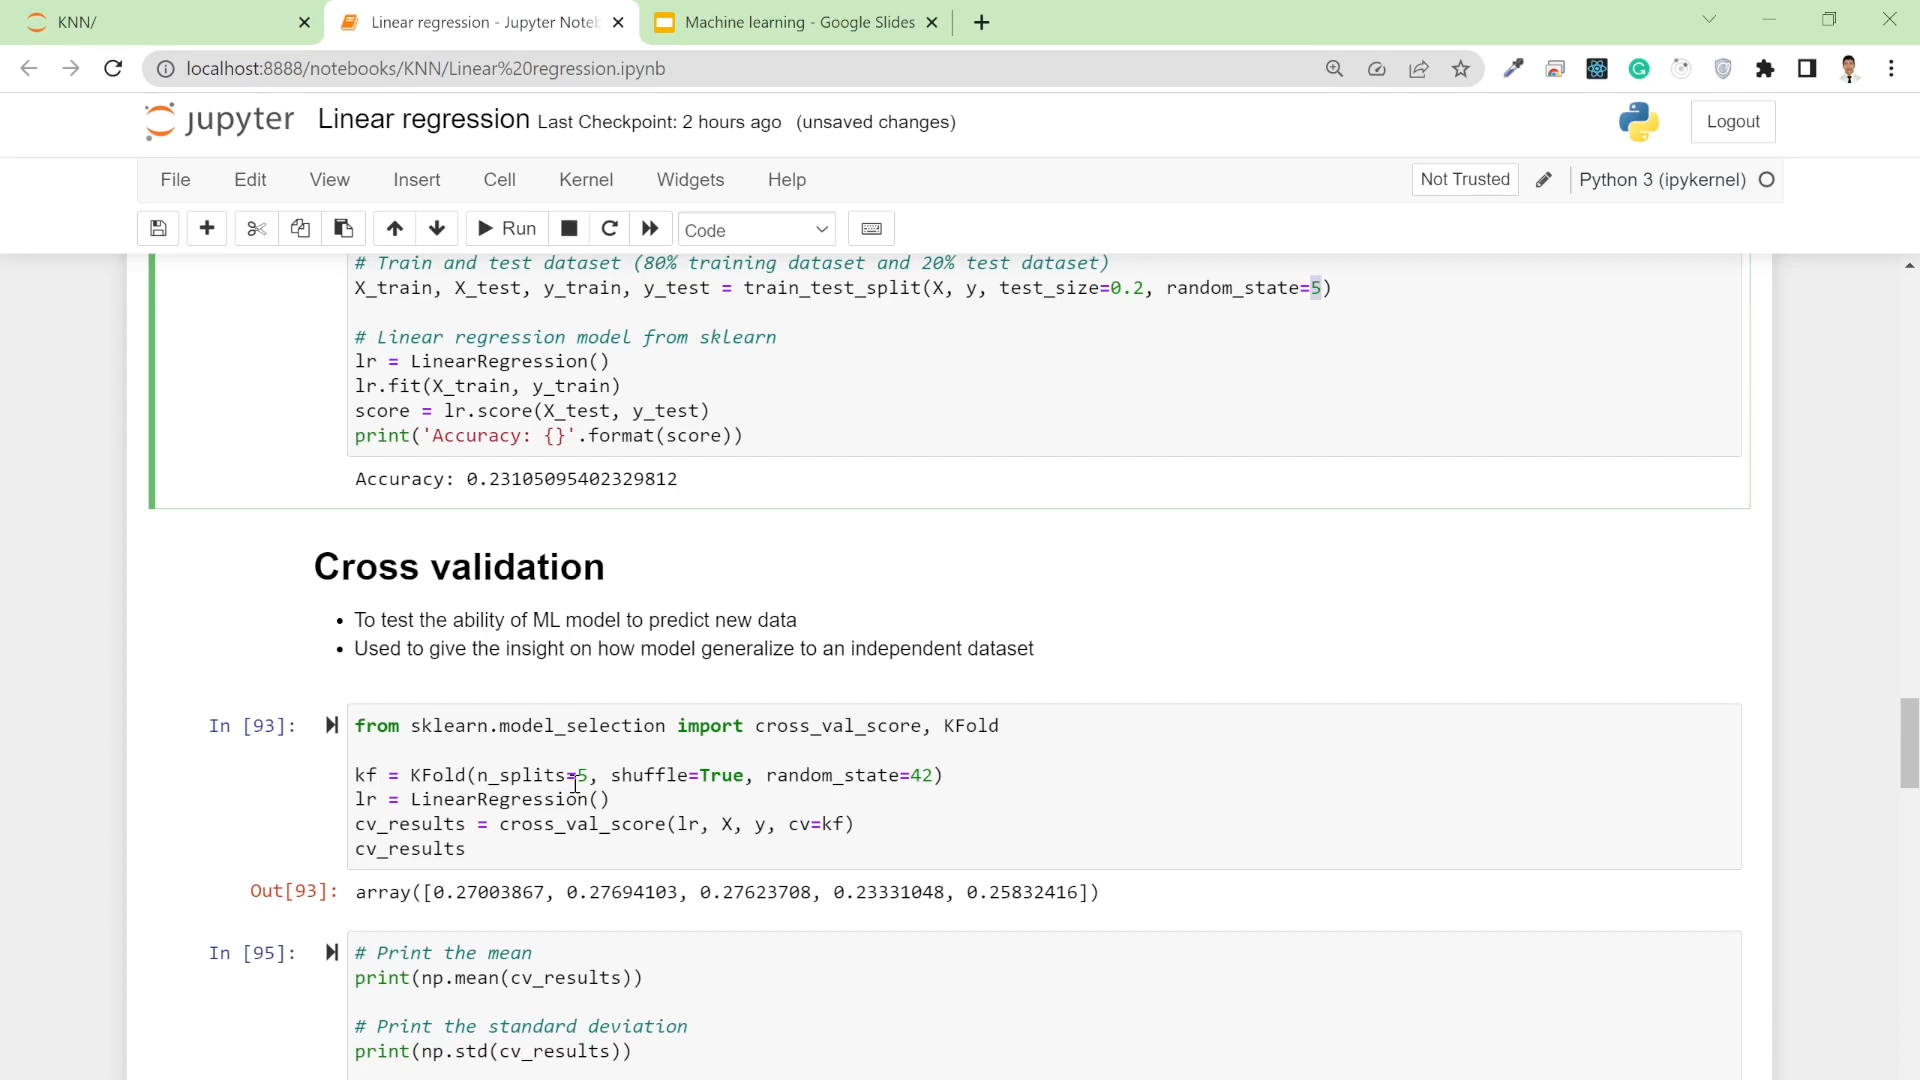 KNN/
Linear regression - Jupyter Noteb
Machine learning - Google Slides
localhost:8888/notebooks/KNN/Linear%20regression.ipynb
jupyter Linear regression Last Checkpoint: 2 hours ago (unsaved changes)
Logout
File Edit View Insert Cell Kernel Widgets Help
Not Trusted
Python 3 (ipykernel)
Run
Code
# Train and test dataset (80% training dataset and 20% test dataset)
X_train, X_test, y_train, y_test = train_test_split(X, y, test_size=0.2, random_state=5)
# Linear regression model from sklearn
lr = LinearRegression()
lr.fit(X_train, y_train)
score = lr.score(X_test, y_test)
print('Accuracy: {}'.format(score))
Accuracy: 0.23105095402329812
Cross validation
• To test the ability of ML model to predict new data
• Used to give the insight on how model generalize to an independent dataset
In [93]:
from sklearn.model_selection import cross_val_score, KFold
kf = KFold(n_splits=5, shuffle=True, random_state=42)
lr = LinearRegression()
cv_results = cross_val_score(lr, X, y, cv=kf)
cv_results
Out[93]: array([0.27003867, 0.27694103, 0.27623708, 0.23331048, 0.25832416])
In [95]:
# Print the mean
print(np.mean(cv_results))
# Print the standard deviation
print(np.std(cv_results))